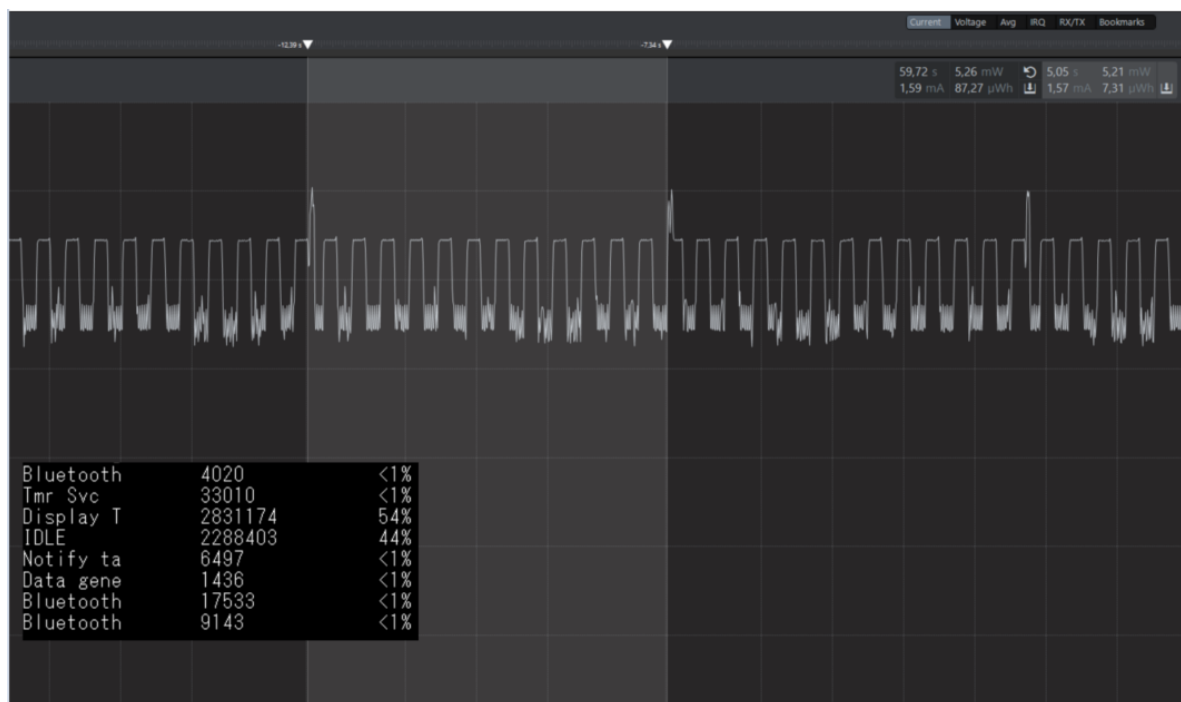 Current Voltage Avg IRQ RX/TX Bookmarks
-12.39 s -7.34 s
59,72 s 5,26 mW 5,05 s 5,21 mW
1,59 mA 87,27 μWh 1,57 mA 7,31 μWh
Bluetooth 4020 <1%
Tmr Svc 33010 <1%
Display T 2831174 54%
IDLE 2288403 44%
Notify ta 6497 <1%
Data gene 1436 <1%
Bluetooth 17533 <1%
Bluetooth 9143 <1%